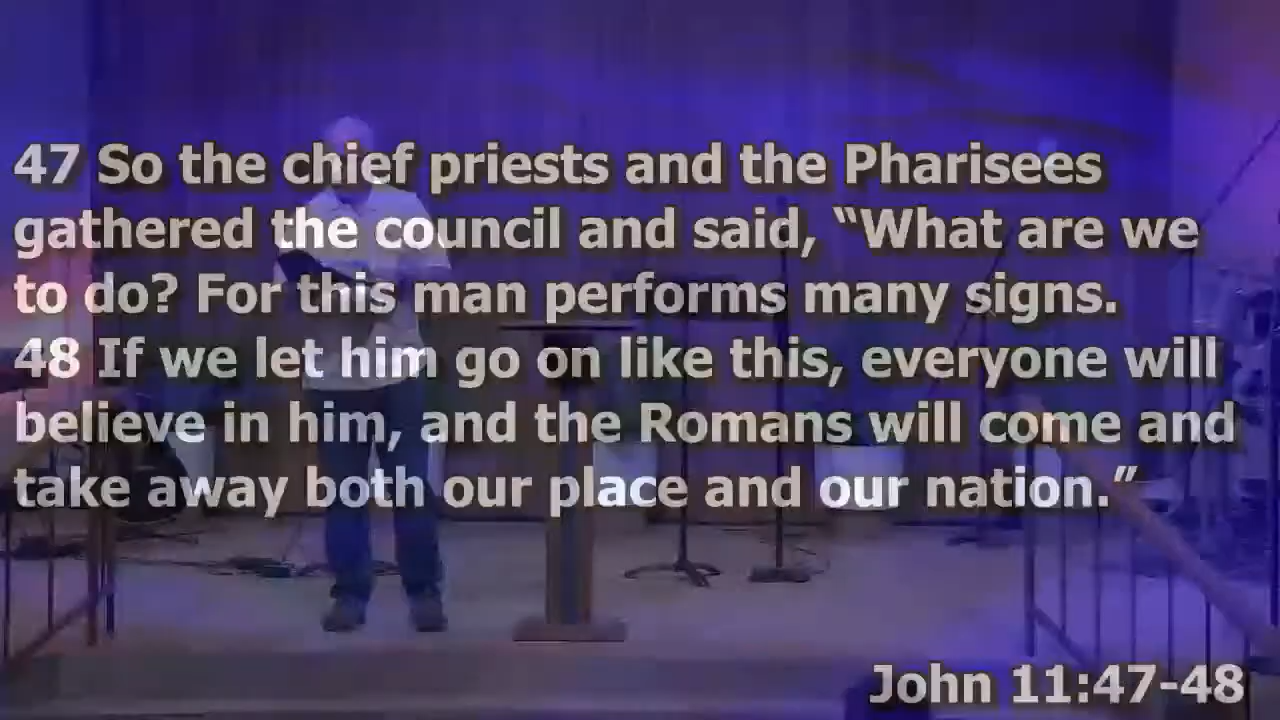 47 So the chief priests and the Pharisees
gathered the council and said, “What are we
to do? For this man performs many signs.
48 If we let him go on like this, everyone will
believe in him, and the Romans will come and
take away both our place and our nation.”
John 11:47-48